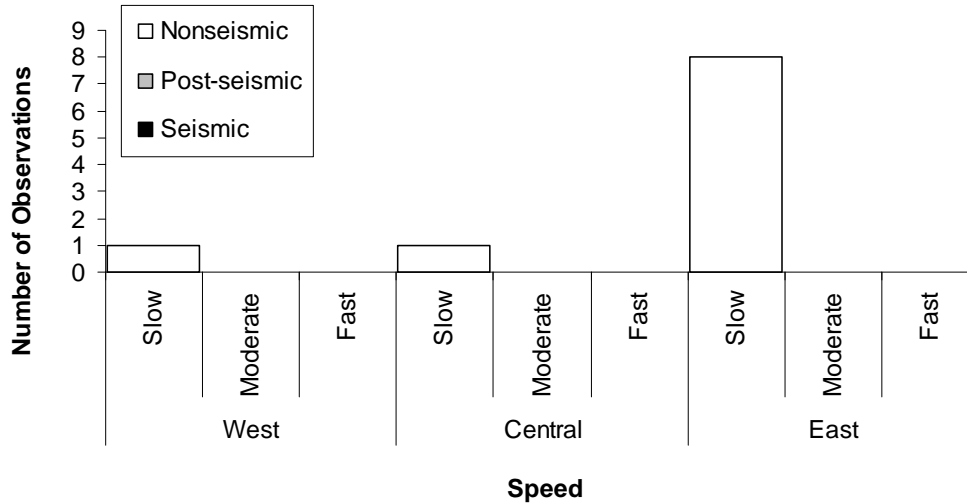 Number of Observations
9
8
7
6
5
4
3
2
1
0
Nonseismic
Post-seismic
Seismic
Slow
Moderate
Fast
Slow
Moderate
Fast
Slow
Moderate
Fast
West
Central
East
Speed